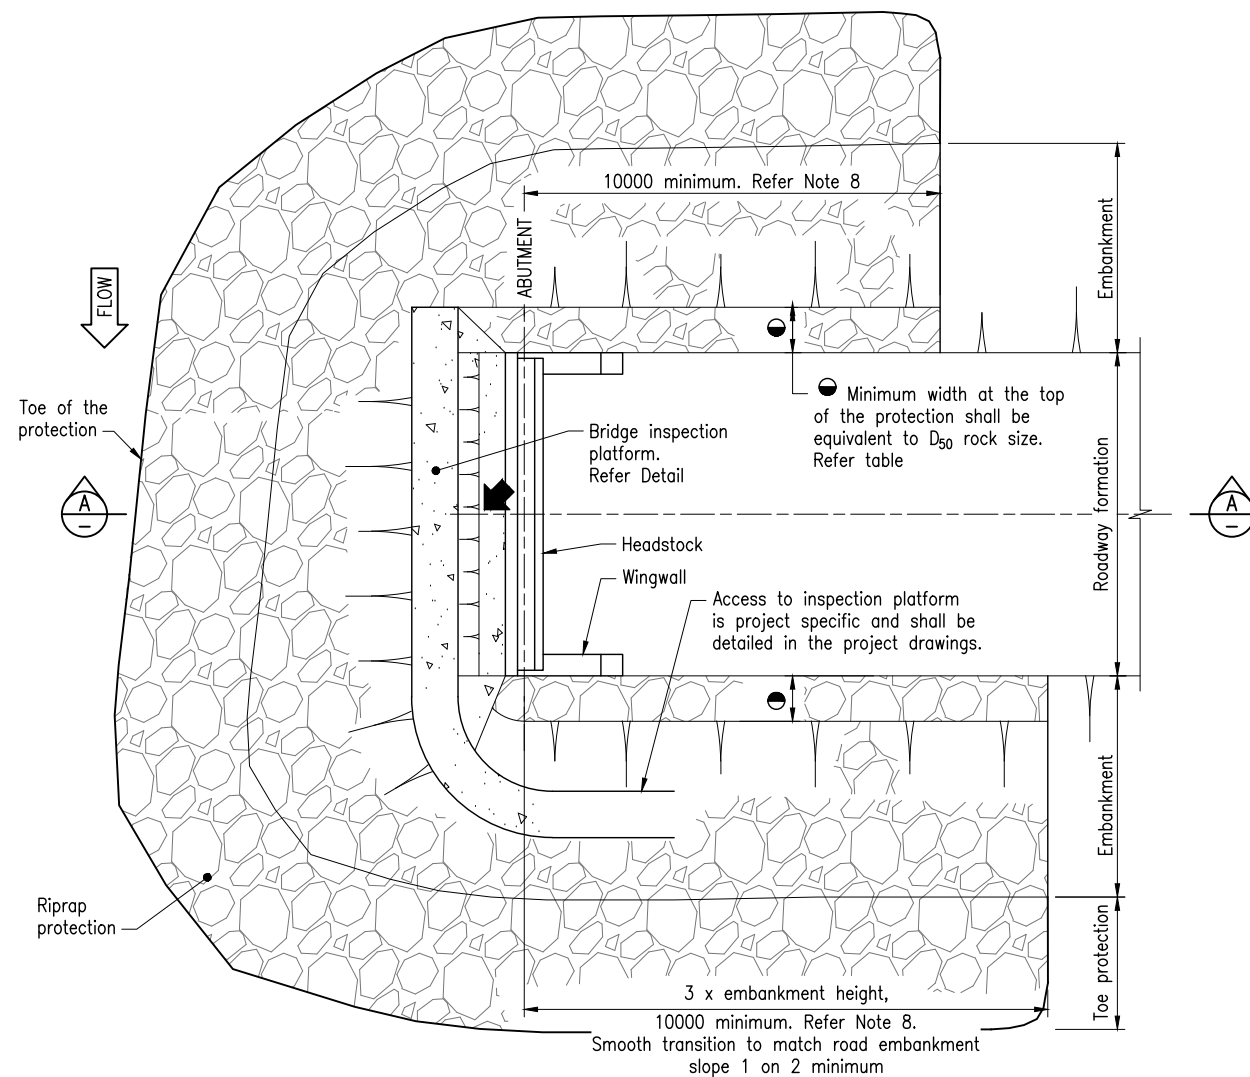 10000 minimum. Refer Note 8
ABUTMENT
Embankment
FLOW
Toe of the
protection
Minimum width at the top
of the protection shall be
equivalent to D50 rock size.
Refer table
Bridge inspection
platform.
Refer Detail
Roadway formation
A
–
A
–
Headstock
Wingwall
Access to inspection platform
is project specific and shall be
detailed in the project drawings.
Embankment
Riprap
protection
Toe protection
3 x embankment height,
10000 minimum. Refer Note 8.
Smooth transition to match road embankment
slope 1 on 2 minimum